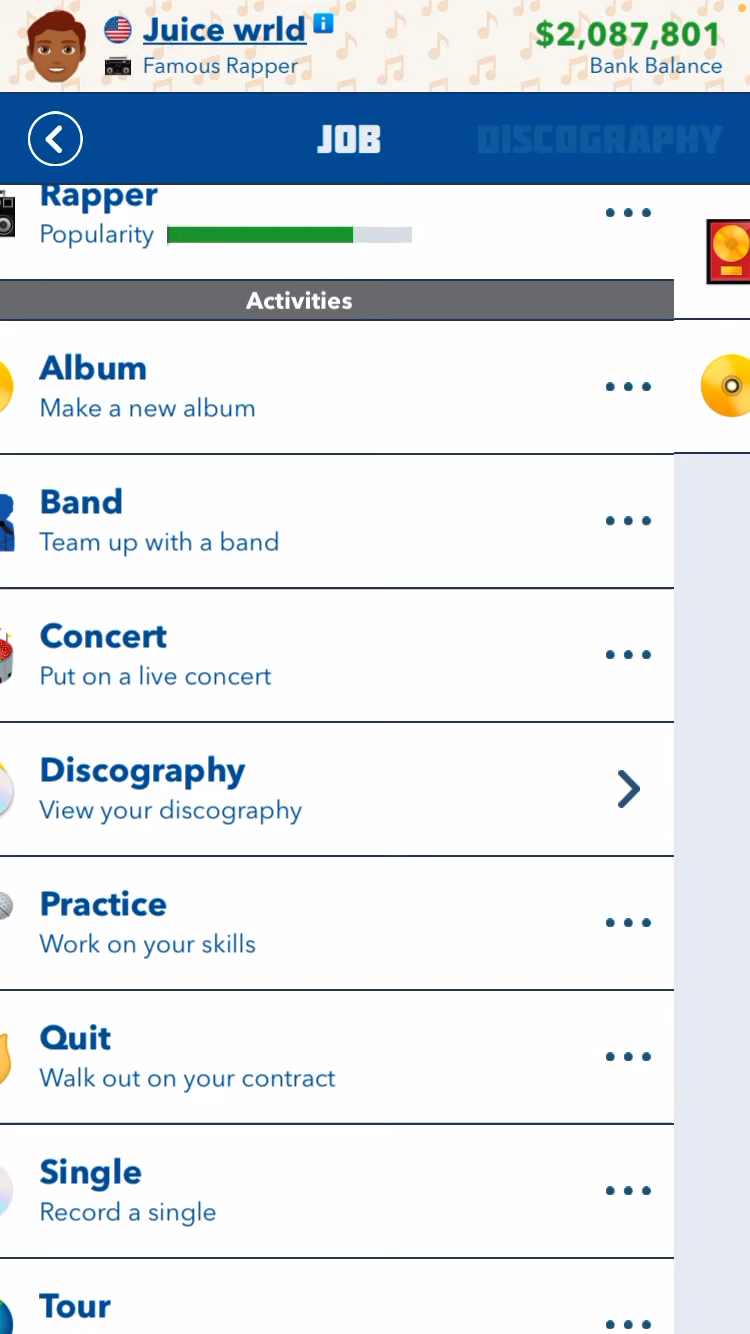 Juice wrld
$2,087,801
Famous Rapper
Bank Balance
JOB
DISCOGRAPHY
Rapper
Popularity
Activities
Album
Make a new album
Band
Team up with a band
Concert
Put on a live concert
Discography
View your discography
Practice
Work on your skills
Quit
Walk out on your contract
Single
Record a single
Tour